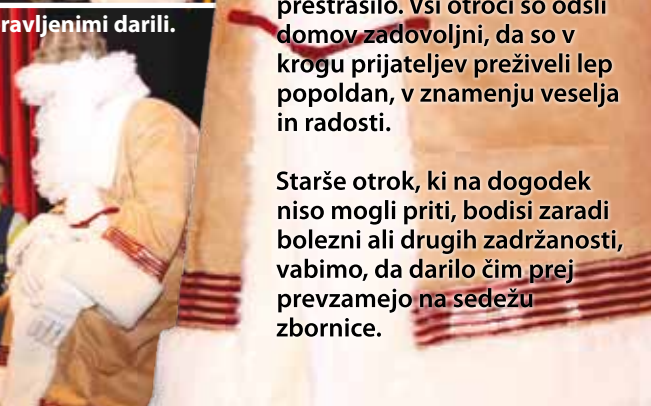 ravljenimi darili.
prestrašilo. Vsi otroci so odšli
domov zadovoljni, da so v
krogu prijateljev preživeli lep
popoldan, v znamenju veselja
in radosti.
Starše otrok, ki na dogodek
niso mogli priti, bodisi zaradi
bolezni ali drugih zadržanosti,
vabimo, da darilo čim prej
prevzamejo na sedežu
zbornice.